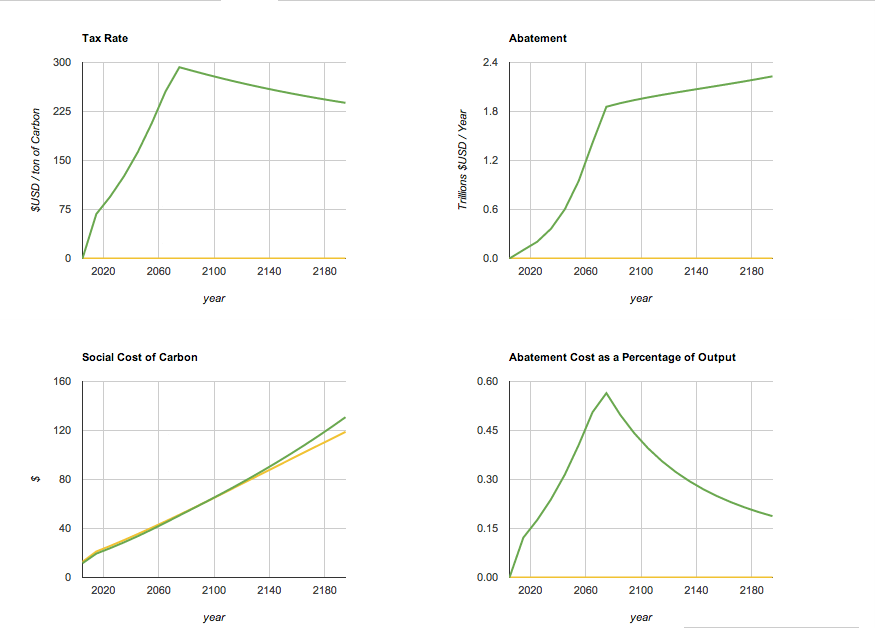 Tax Rate
300
225
150
75
0
$USD / ton of Carbon
2020 2060 2100 2140 2180
year
Abatement
2.4
1.8
1.2
0.6
0.0
Trillions $USD / Year
2020 2060 2100 2140 2180
year
Social Cost of Carbon
160
120
80
40
0
$
2020 2060 2100 2140 2180
year
Abatement Cost as a Percentage of Output
0.60
0.45
0.30
0.15
0.00
2020 2060 2100 2140 2180
year